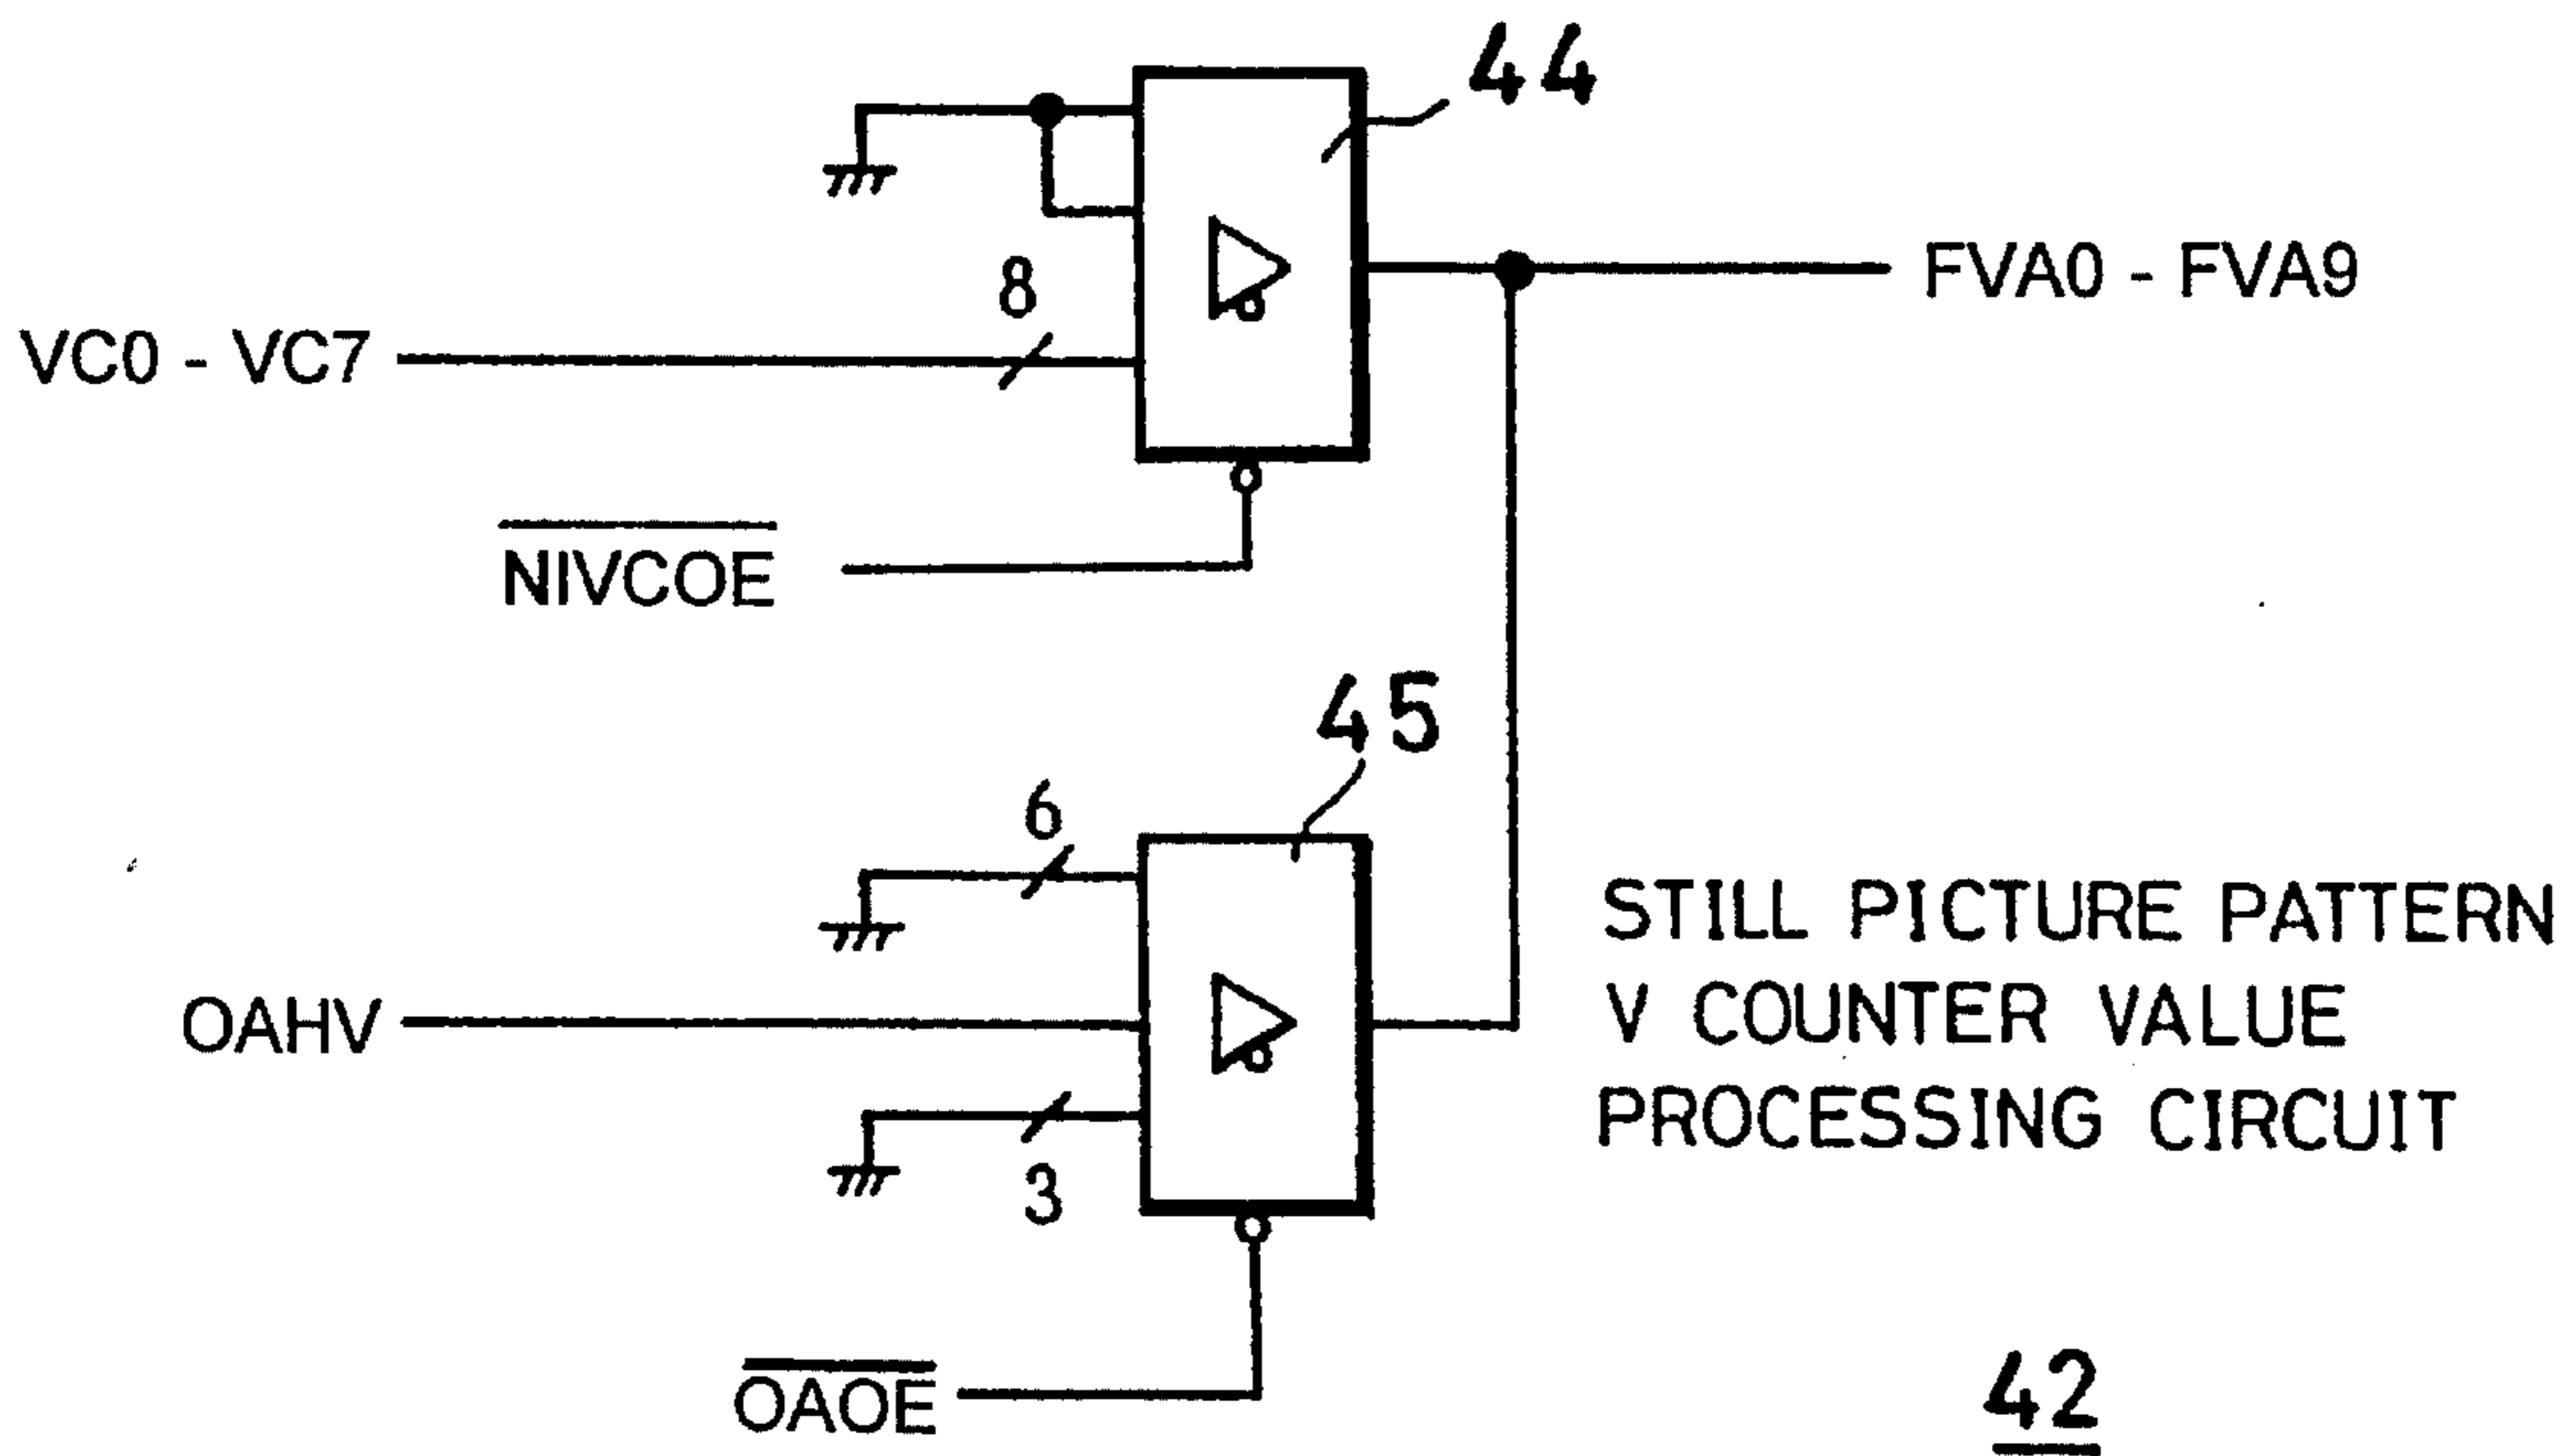 44
8
FVA0 - FVA9
VC0 - VC7
NIVCOE
45
6
STILL PICTURE PATTERN
OAHV
V COUNTER VALUE
PROCESSING CIRCUIT
3
OAOE
42